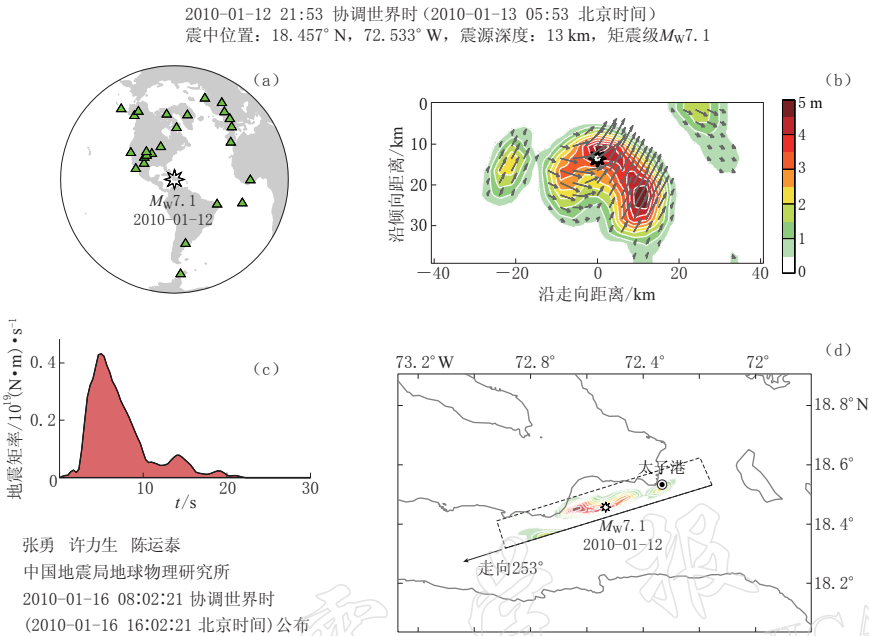 2010-01-12 21:53 协调世界时(2010-01-13 05:53 北京时间)
震中位置：18.457° N，72.533° W，震源深度：13 km，矩震级Mw7.1
(a)
Mw7.1
2010-01-12
(b)
0
10
20
30
沿倾向距离/km
−40
−20
0
20
40
沿走向距离/km
5 m
4
3
2
1
0
(c)
0.4
0.2
地震矩率/10¹⁹(N•m)•s⁻¹
10
20
30
t/s
(d)
73.2° W
72.8°
72.4°
72°
18.8° N
18.6°
18.4°
18.2°
太子港
Mw7.1
2010-01-12
走向253°
张勇 许力生 陈运泰
中国地震局地球物理研究所
2010-01-16 08:02:21 协调世界时
(2010-01-16 16:02:21 北京时间)公布